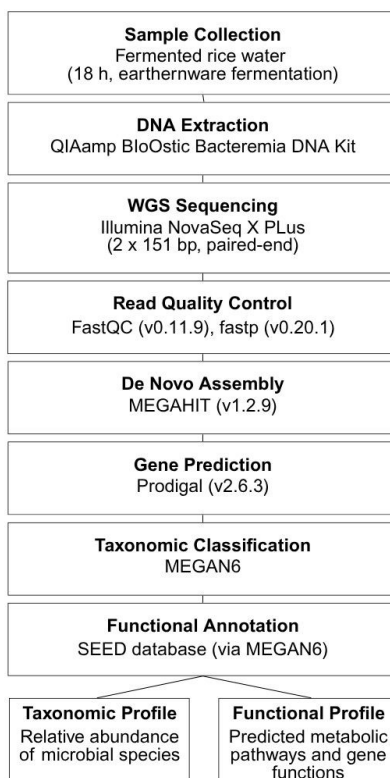 Sample Collection
Fermented rice water
(18 h, earthernware fermentation)
DNA Extraction
QIAamp BIoOstic Bacteremia DNA Kit
WGS Sequencing
Illumina NovaSeq X PLus
(2 x 151 bp, paired-end)
Read Quality Control
FastQC (v0.11.9), fastp (v0.20.1)
De Novo Assembly
MEGAHIT (v1.2.9)
Gene Prediction
Prodigal (v2.6.3)
Taxonomic Classification
MEGAN6
Functional Annotation
SEED database (via MEGAN6)
Taxonomic Profile
Relative abundance
of microbial species
Functional Profile
Predicted metabolic
pathways and gene
functions